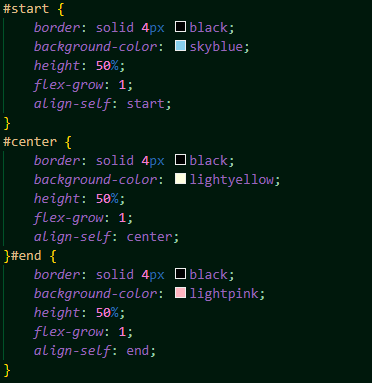 #start {
    border: solid 4px black;
    background-color: skyblue;
    height: 50%;
    flex-grow: 1;
    align-self: start;
}
#center {
    border: solid 4px black;
    background-color: lightyellow;
    height: 50%;
    flex-grow: 1;
    align-self: center;
}#end {
    border: solid 4px black;
    background-color: lightpink;
    height: 50%;
    flex-grow: 1;
    align-self: end;
}